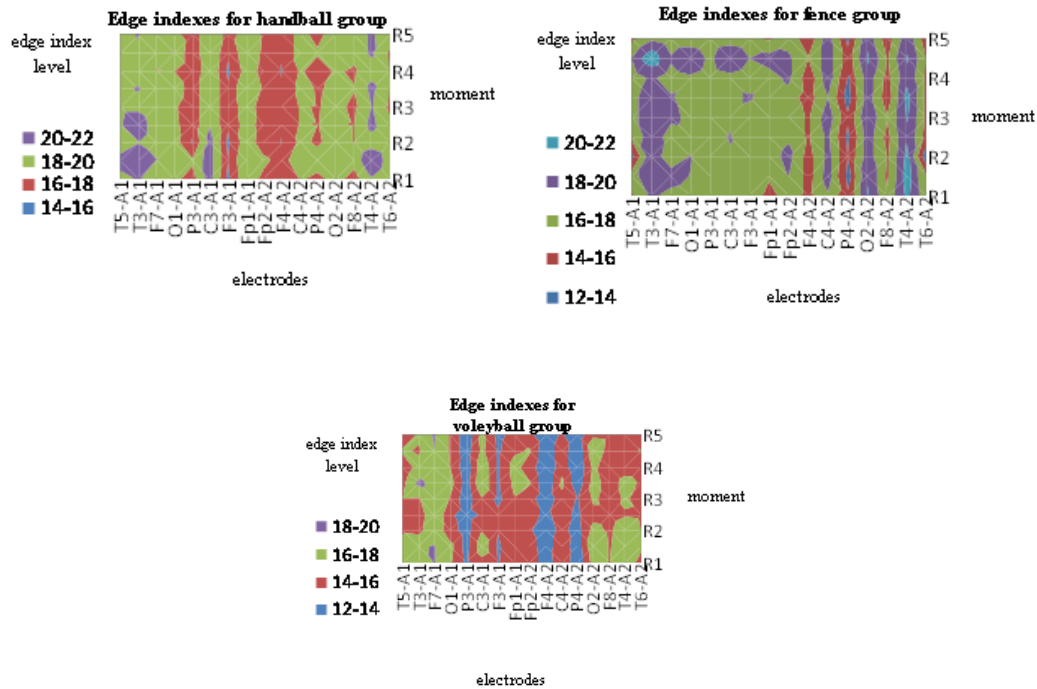 Edge indexes for handball group
edge index
level
20-22
18-20
16-18
14-16
R5
R4
R3
R2
R1
moment
T5-A1
T3-A1
F7-A1
O1-A1
P3-A1
C3-A1
F3-A1
Fp1-A1
Fp2-A2
F4-A2
P4-A2
O2-A2
F8-A2
T4-A2
T6-A2
electrodes
Edge indexes for fence group
edge index
level
20-22
18-20
16-18
14-16
12-14
R5
R4
R3
R2
R1
moment
T5-A1
T3-A1
F7-A1
O1-A1
P3-A1
C3-A1
F3-A1
Fp1-A1
Fp2-A2
F4-A2
C4-A2
P4-A2
O2-A2
F8-A2
T4-A2
T6-A2
electrodes
Edge indexes for
voleyball group
edge index
level
18-20
16-18
14-16
12-14
R5
R4
R3
R2
R1
moment
T5-A1
T3-A1
F7-A1
O1-A1
P3-A1
C3-A1
F3-A1
Fp1-A1
Fp2-A2
F4-A2
C4-A2
P4-A2
O2-A2
F8-A2
T4-A2
T6-A2
electrodes